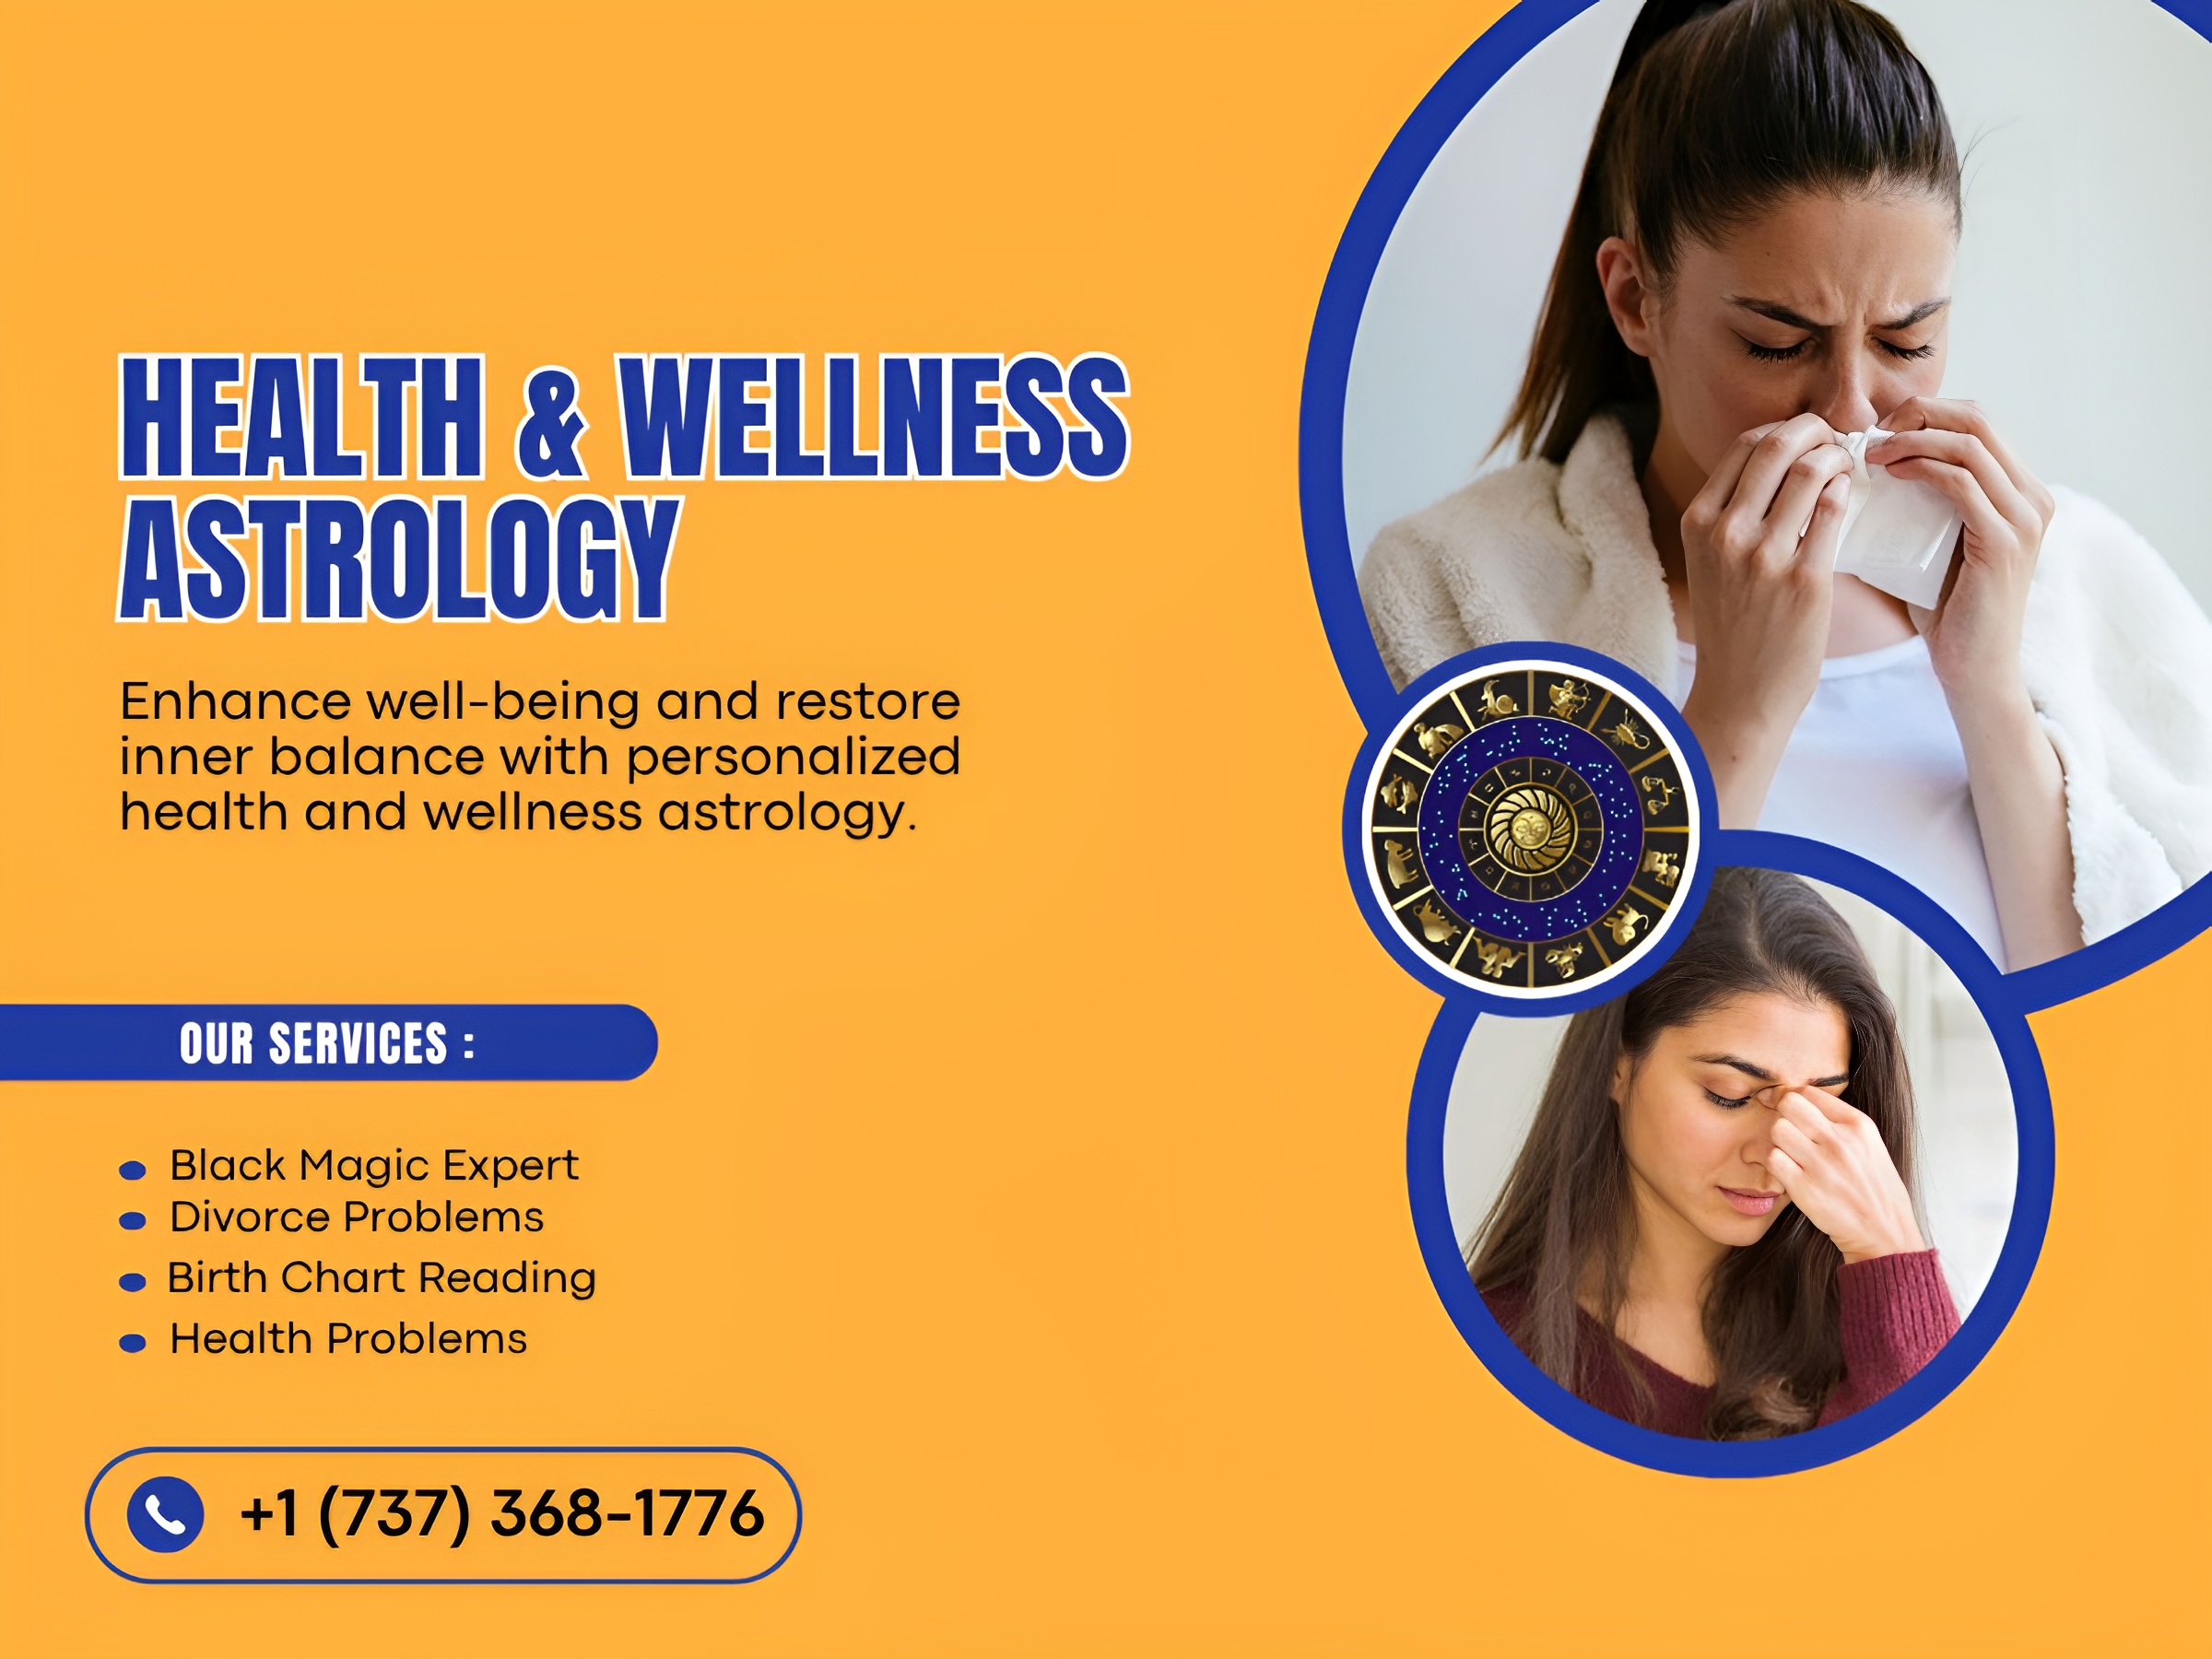 HEALTH & WELLNESS
ASTROLOGY
Enhance well-being and restore
inner balance with personalized
health and wellness astrology.
OUR SERVICES :
Black Magic Expert
Divorce Problems
Birth Chart Reading
Health Problems
+1 (737) 368-1776